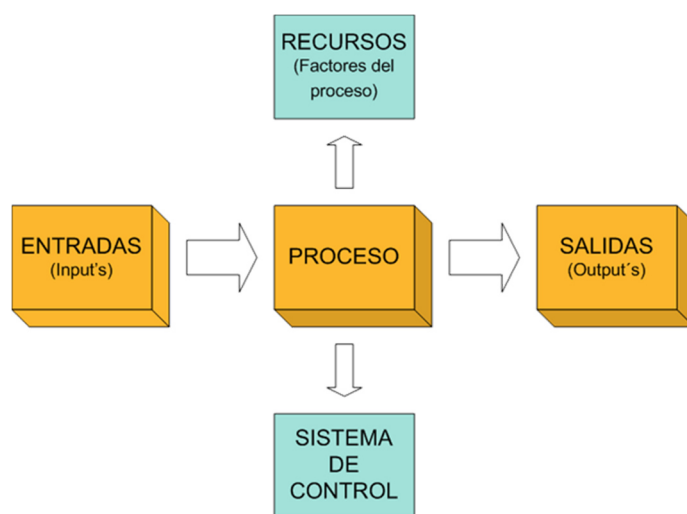 RECURSOS
(Factores del
proceso)
ENTRADAS
(Input's)
PROCESO
SALIDAS
(Output´s)
SISTEMA
DE
CONTROL